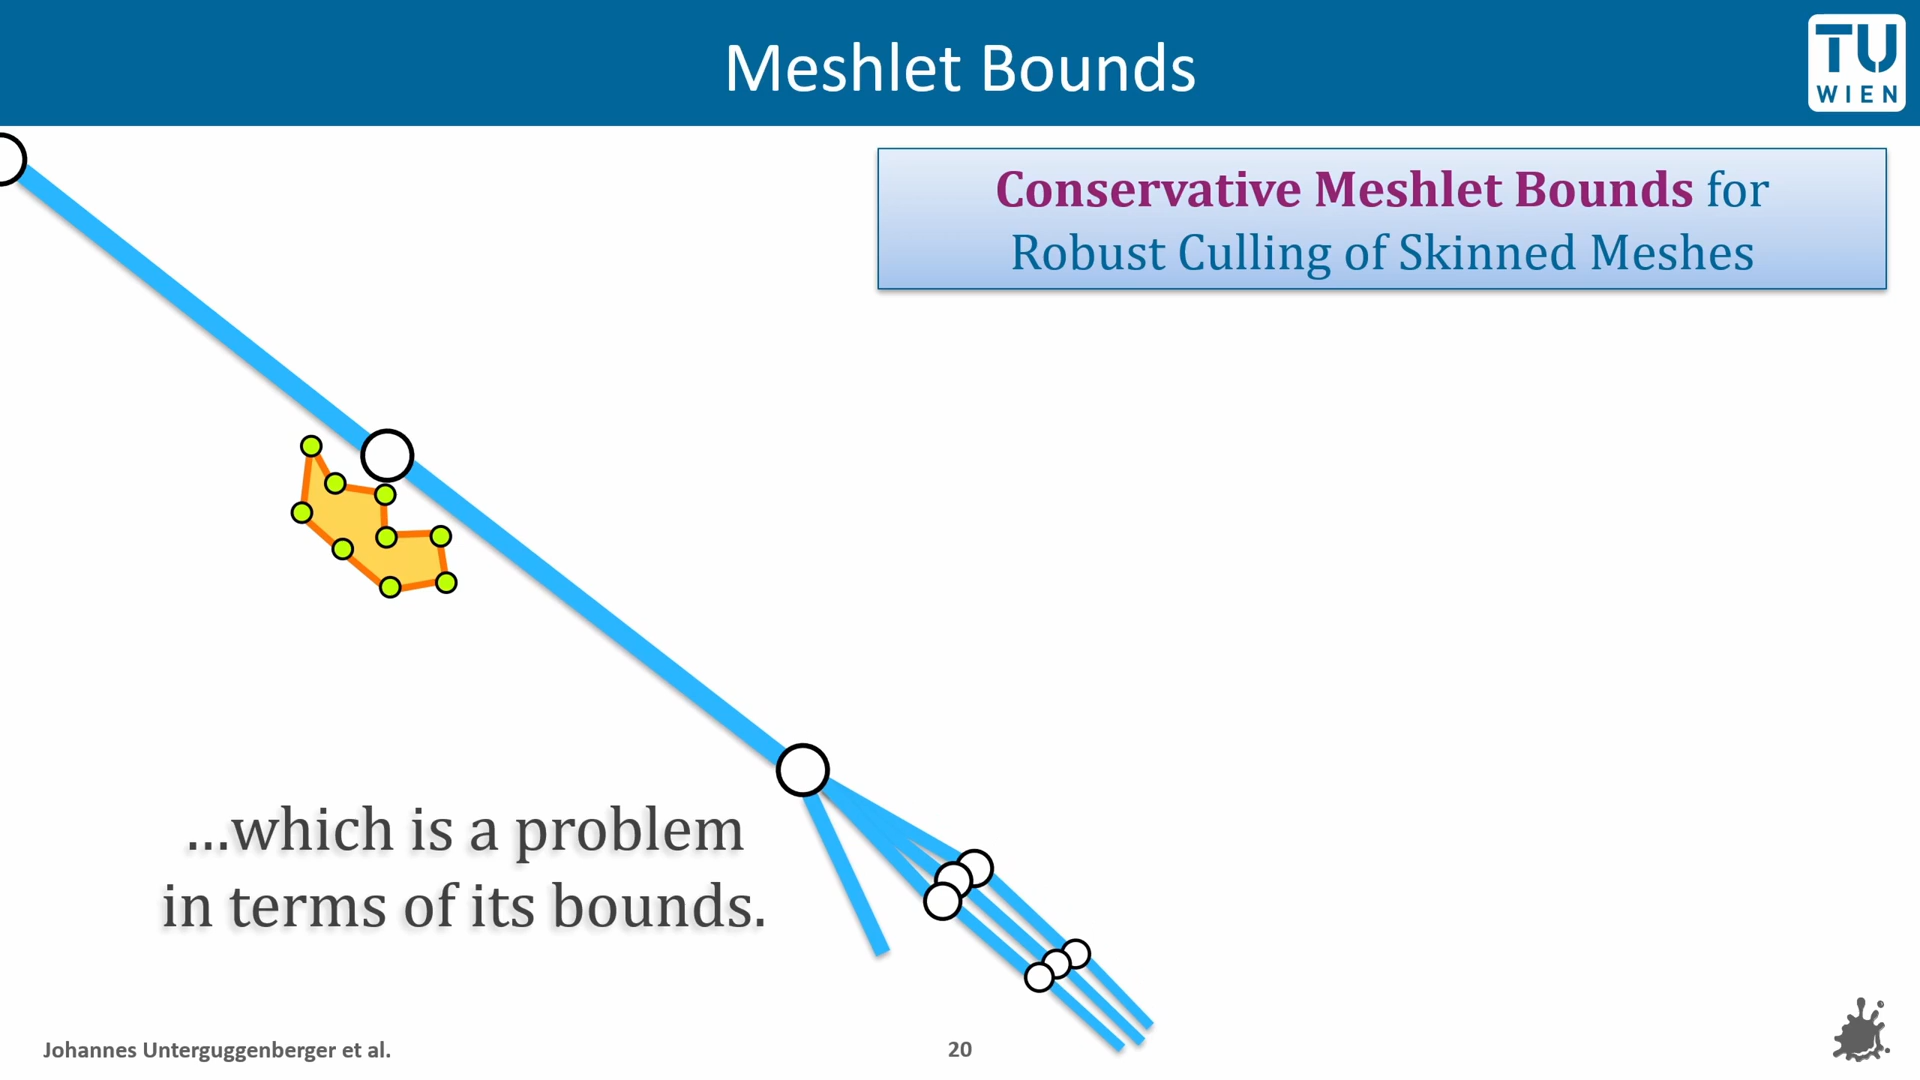 Meshlet Bounds
TU
WIEN
Conservative Meshlet Bounds for
Robust Culling of Skinned Meshes
...which is a problem
in terms of its bounds.
Johannes Unterguggenberger et al.
20